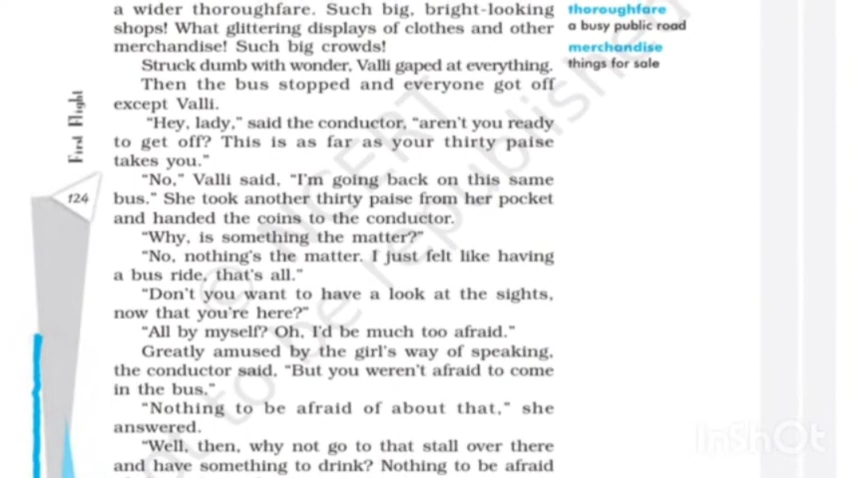 a wider thoroughfare. Such big, bright-looking
shops! What glittering displays of clothes and other
merchandise! Such big crowds!
thoroughfare
a busy public road
merchandise
things for sale
Struck dumb with wonder, Valli gaped at everything.
Then the bus stopped and everyone got off
except Valli.
“Hey, lady,” said the conductor, “aren’t you ready
to get off? This is as far as your thirty paise
takes you.”
“No,” Valli said, “I’m going back on this same
bus.” She took another thirty paise from her pocket
and handed the coins to the conductor.
“Why, is something the matter?”
“No, nothing’s the matter. I just felt like having
a bus ride, that’s all.”
“Don’t you want to have a look at the sights,
now that you’re here?”
“All by myself? Oh, I’d be much too afraid.”
Greatly amused by the girl’s way of speaking,
the conductor said, “But you weren’t afraid to come
in the bus.”
“Nothing to be afraid of about that,” she
answered.
“Well, then, why not go to that stall over there
and have something to drink? Nothing to be afraid
First Flight
124
© NCERT
not to be republished
InShOt